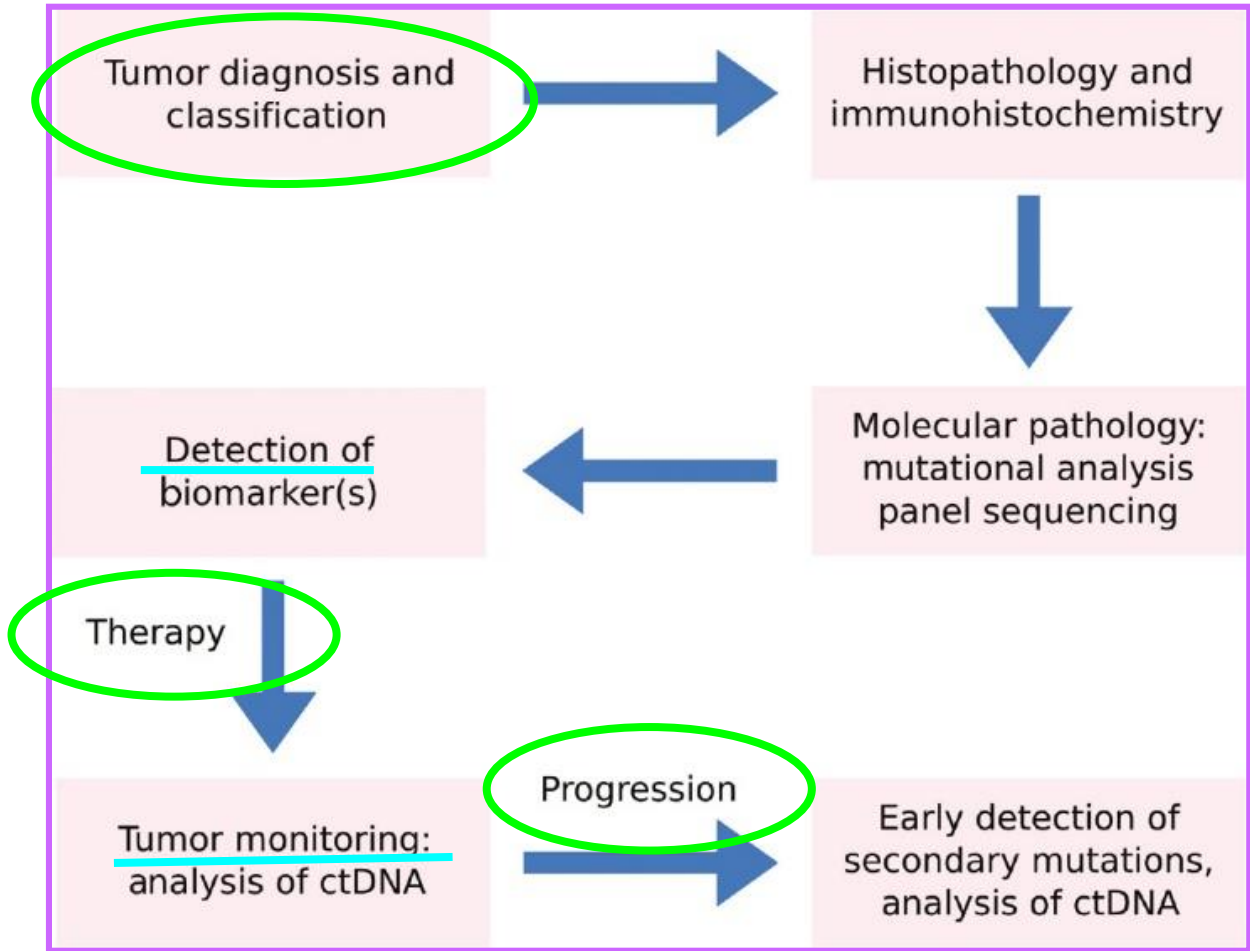 Tumor diagnosis and
classification
Histopathology and
immunohistochemistry
Molecular pathology:
mutational analysis
panel sequencing
Detection of
biomarker(s)
Therapy
Tumor monitoring:
analysis of ctDNA
Progression
Early detection of
secondary mutations,
analysis of ctDNA